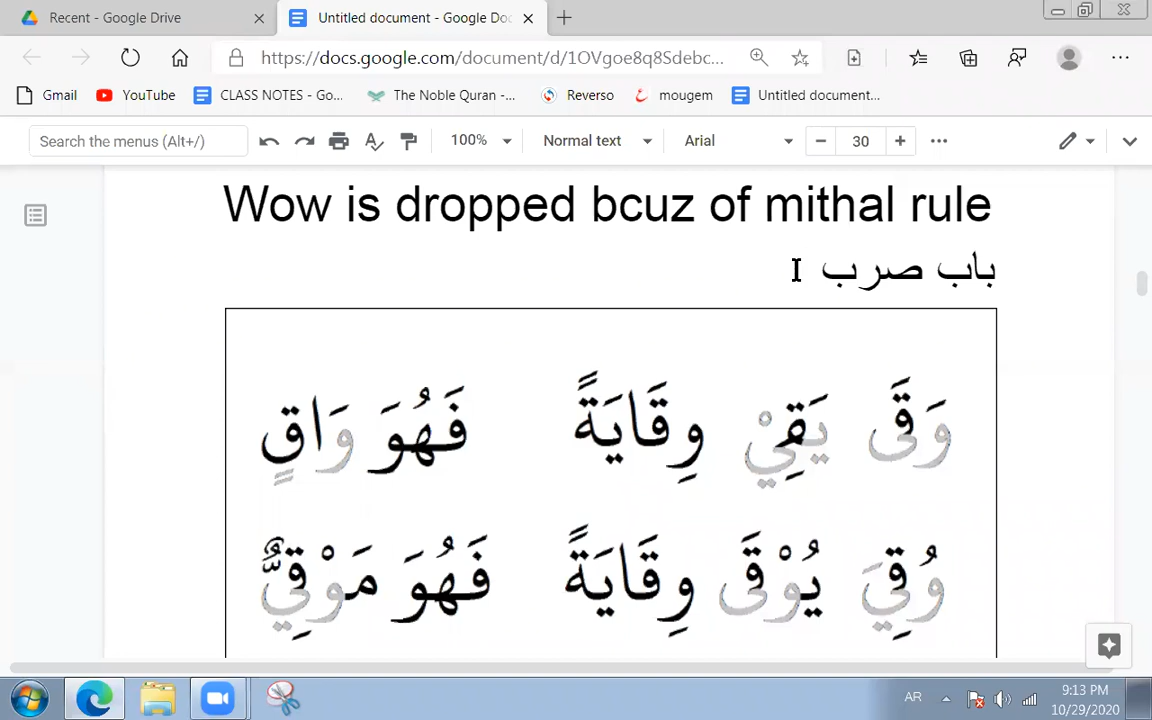 Recent - Google Drive
Untitled document - Google Doc
https://docs.google.com/document/d/1OVgoe8q8Sdebc...
Gmail YouTube CLASS NOTES - Go... The Noble Quran -... Reverso mougem Untitled document...
Search the menus (Alt+/) 100% Normal text Arial 30
Wow is dropped bcuz of mithal rule
باب صرب
وَقَى يَقِيْ وِقَايَةً فَهُوَ وَاقٍ
وُقِيَ يُوْقَى وِقَايَةً فَهُوَ مَوْقِيٌّ
AR 9:13 PM
10/29/2020